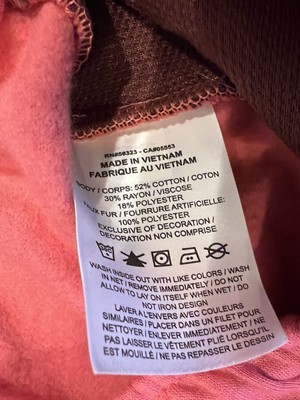 RN#56323 - CA#05553
MADE IN VIETNAM
FABRIQUE AU VIETNAM
BODY / CORPS: 52% COTTON / COTON
30% RAYON / VISCOSE
18% POLYESTER
FAUX FUR / FOURRURE ARTIFICIELLE:
100% POLYESTER
EXCLUSIVE OF DECORATION /
DECORATION NON COMPRISE
WASH INSIDE OUT WITH LIKE COLORS / WASH
IN NET / REMOVE IMMEDIATELY / DO NOT
ALLOW TO LAY ON ITSELF WHEN WET / DO
NOT IRON DESIGN
LAVER À L'ENVERS AVEC COULEURS
SIMILAIRES / PLACER DANS UN FILET POUR
NETTOYER / ENLEVER IMMÉDIATEMENT / NE
PAS LAISSER LE VÊTEMENT PLIÉ LORSQU'IL
EST MOUILLÉ / NE PAS REPASSER LE DESSIN